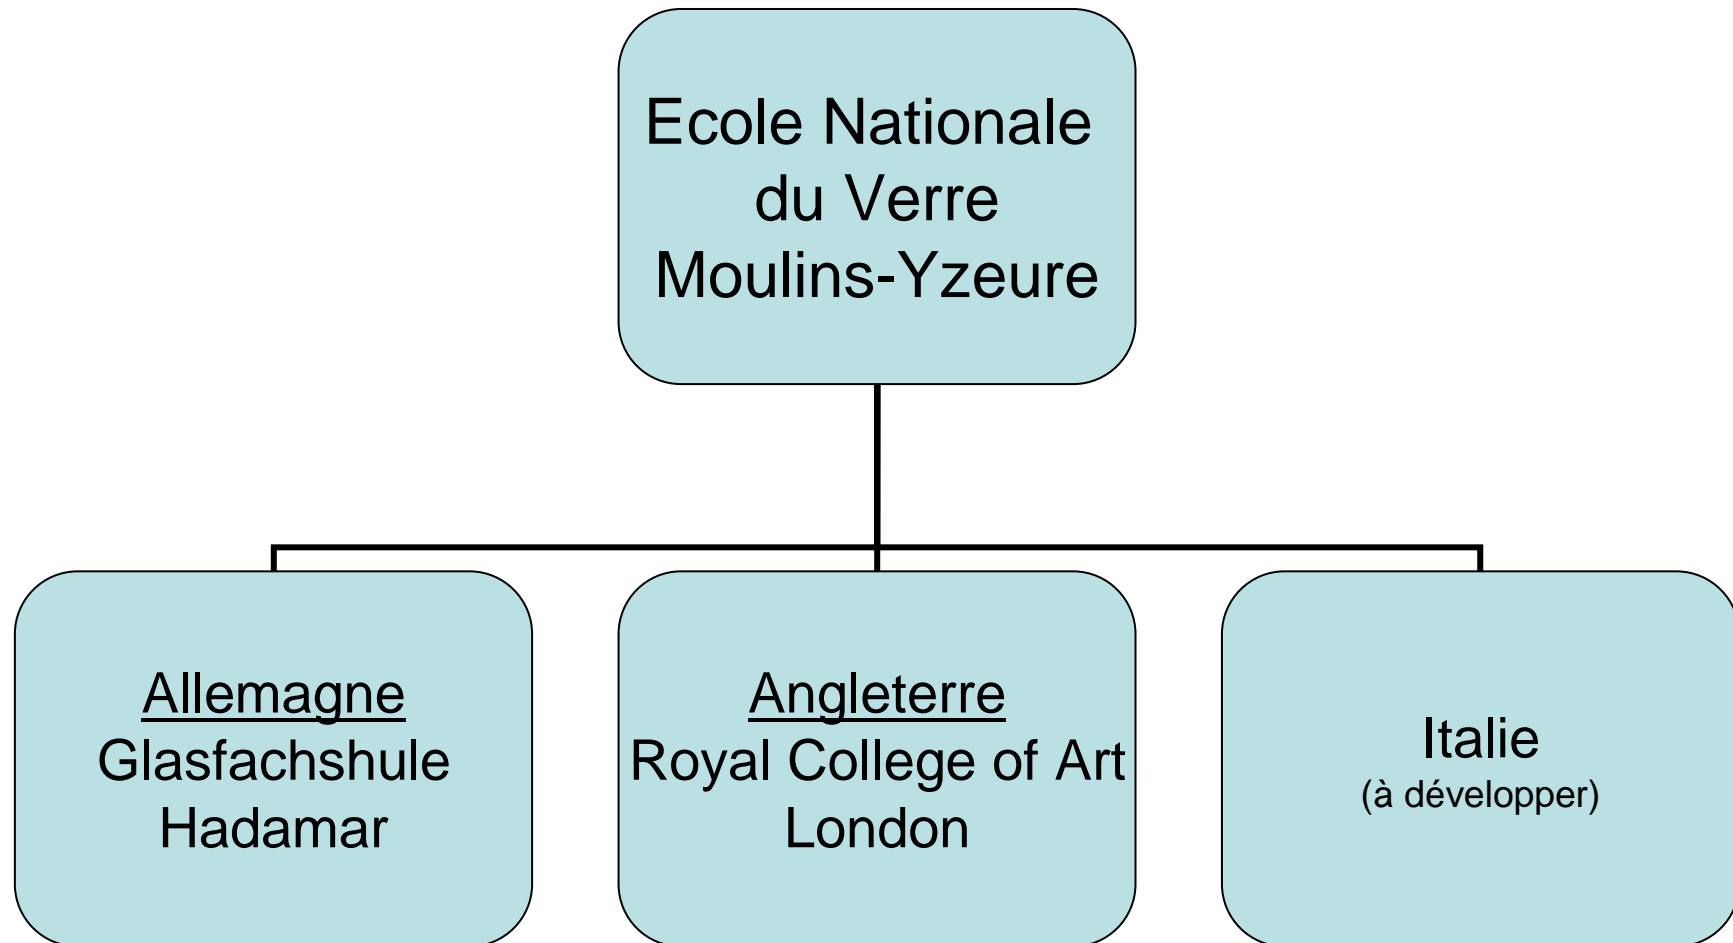 Ecole Nationale
du Verre
Moulins-Yzeure
Allemagne
Glasfachshule
Hadamar
Angleterre
Royal College of Art
London
Italie
(à développer)